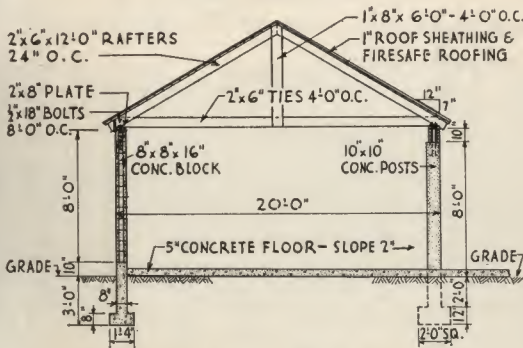 2"x6"x12'-0" RAFTERS
24" O.C.
1"x8"x6'-0"-4'-0" O.C.
1" ROOF SHEATHING &
FIRESAFE ROOFING
2"x8" PLATE
½"x18" BOLTS
8'-0" O.C.
2"x6" TIES 4'-0" O.C.
12"
7"
10"
8"x8"x16"
CONC. BLOCK
10"x10"
CONC. POSTS
8'-0"
20'-0"
8'-0"
5" CONCRETE FLOOR - SLOPE 2"
GRADE
10"
GRADE
3'-0"
8"
8"
1'-4"
2'-0"
12"
2'-0" SQ.